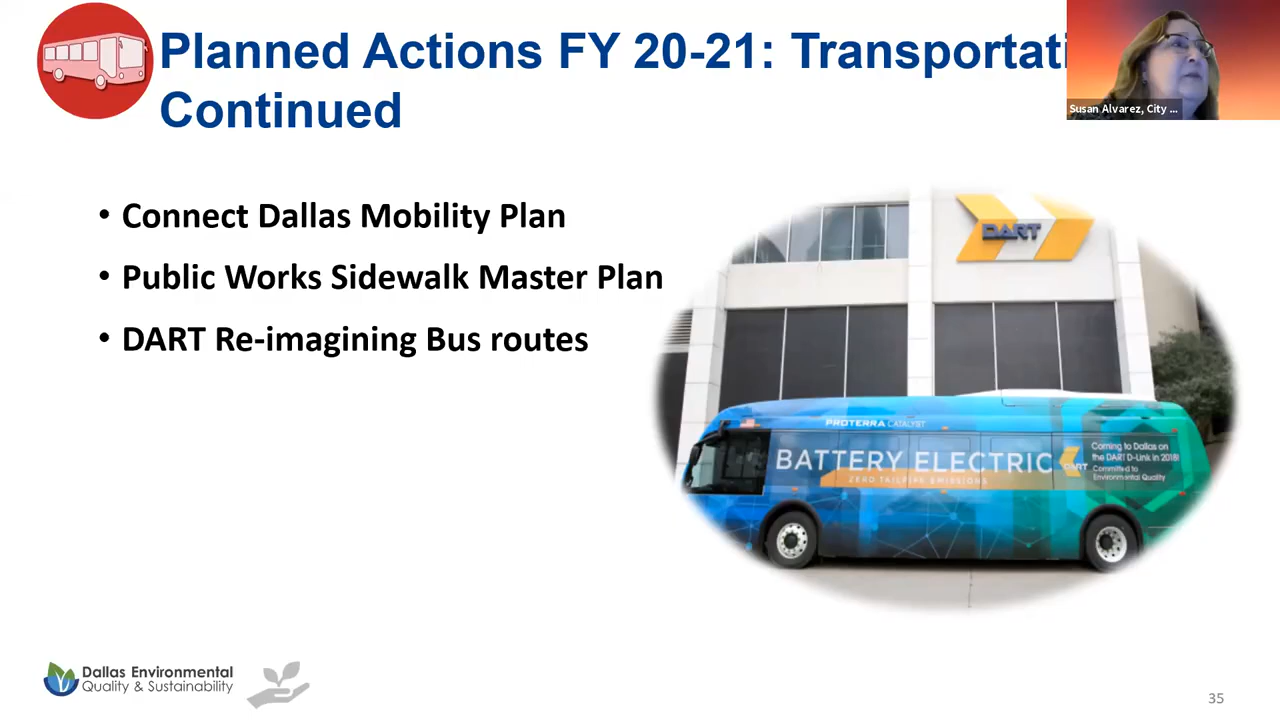 Planned Actions FY 20-21: Transportati
Continued
Susan Alvarez, City ...
• Connect Dallas Mobility Plan
• Public Works Sidewalk Master Plan
• DART Re-imagining Bus routes
DART
PROTERRA CATALYST
BATTERY ELECTRIC
ZERO TAILPIPE EMISSIONS
DART
Coming to Dallas on
the DART D-Link in 2018!
Committed to
Environmental Quality
Dallas Environmental
Quality & Sustainability
35